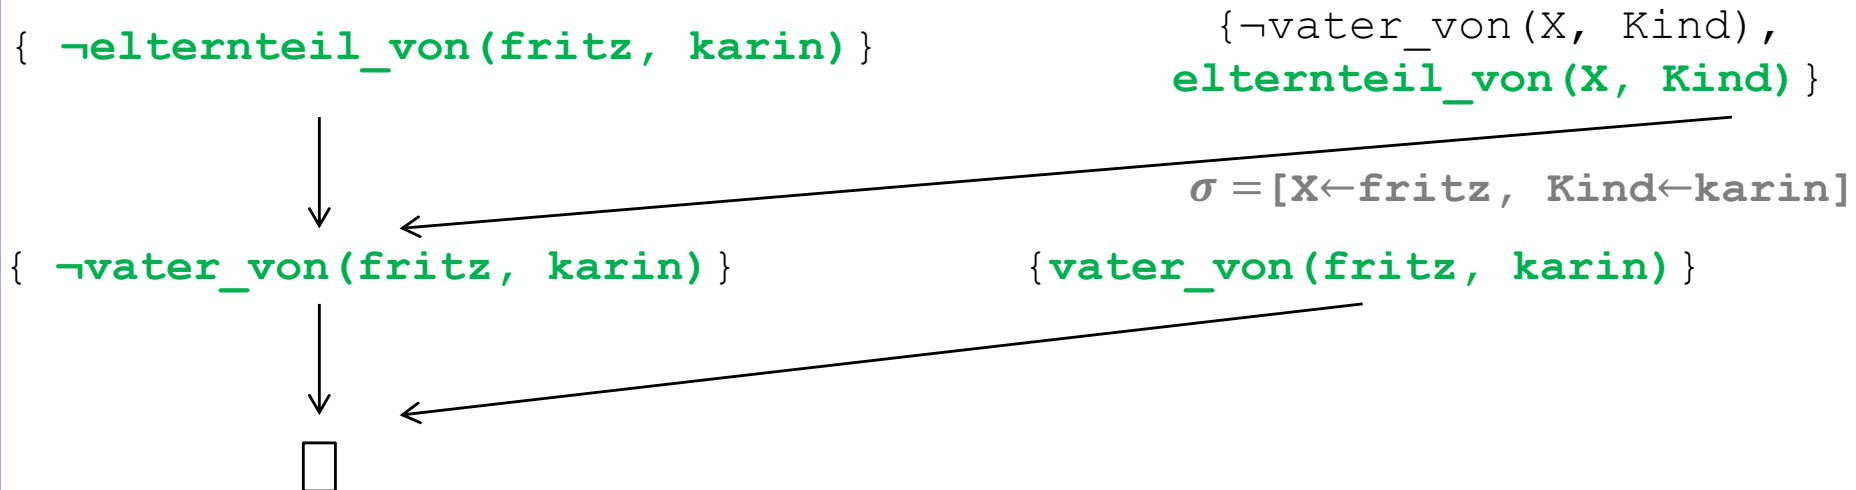 { ¬elternteil_von(fritz, karin)}
{¬vater_von(X, Kind),
elternteil_von(X, Kind)}
σ =[X←fritz, Kind←karin]
{ ¬vater_von(fritz, karin)}
{vater_von(fritz, karin)}